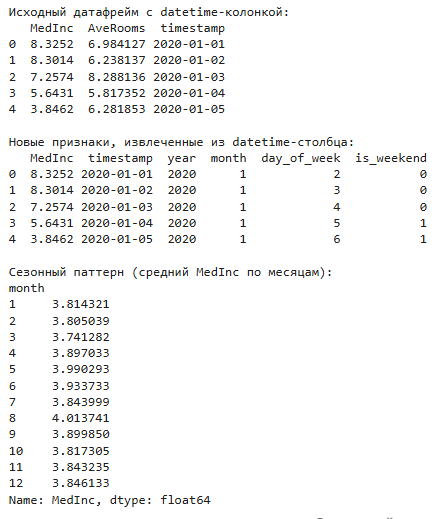 Исходный датафрейм с datetime-колонкой:
   MedInc  AveRooms  timestamp
0  8.3252  6.984127 2020-01-01
1  8.3014  6.238137 2020-01-02
2  7.2574  8.288136 2020-01-03
3  5.6431  5.817352 2020-01-04
4  3.8462  6.281853 2020-01-05
Новые признаки, извлеченные из datetime-столбца:
   MedInc  timestamp  year  month  day_of_week  is_weekend
0  8.3252 2020-01-01  2020      1            2           0
1  8.3014 2020-01-02  2020      1            3           0
2  7.2574 2020-01-03  2020      1            4           0
3  5.6431 2020-01-04  2020      1            5           1
4  3.8462 2020-01-05  2020      1            6           1
Сезонный паттерн (средний MedInc по месяцам):
month
1     3.814321
2     3.805039
3     3.741282
4     3.897033
5     3.990293
6     3.933733
7     3.843999
8     4.013741
9     3.899850
10    3.817305
11    3.843235
12    3.846133
Name: MedInc, dtype: float64